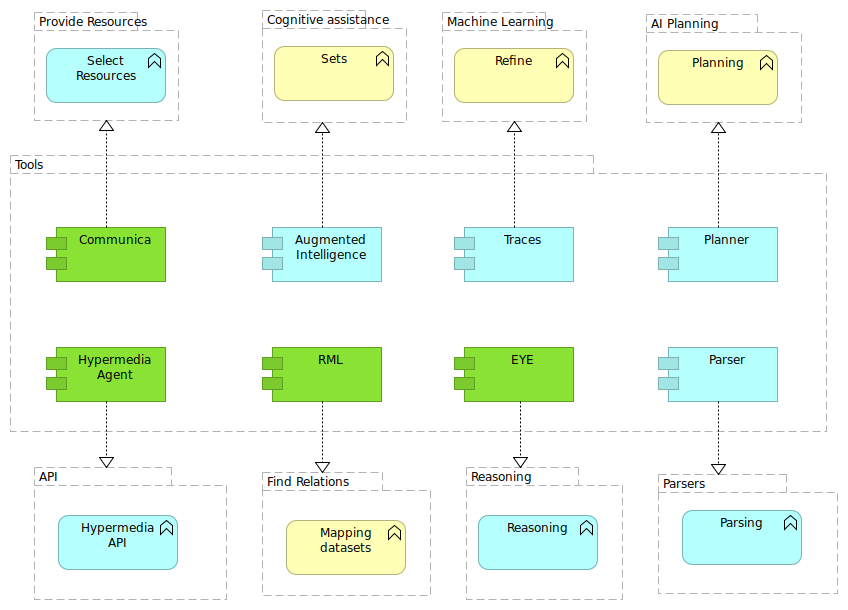 Provide Resources
Cognitive assistance
Machine Learning
AI Planning
Select
Resources
Sets
Refine
Planning
Tools
Communica
Augmented
Intelligence
Traces
Planner
Hypermedia
Agent
RML
EYE
Parser
API
Find Relations
Reasoning
Parsers
Hypermedia
API
Mapping
datasets
Reasoning
Parsing